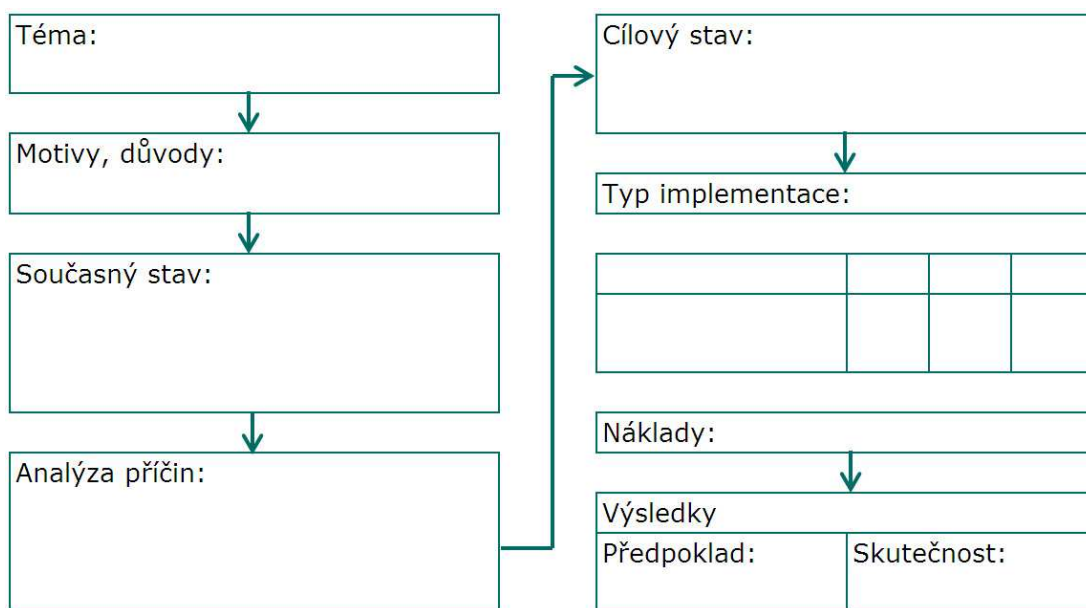 Téma:
Motivy, důvody:
Současný stav:
Analýza příčin:
Cílový stav:
Typ implementace:
Náklady:
Výsledky
Předpoklad:
Skutečnost: